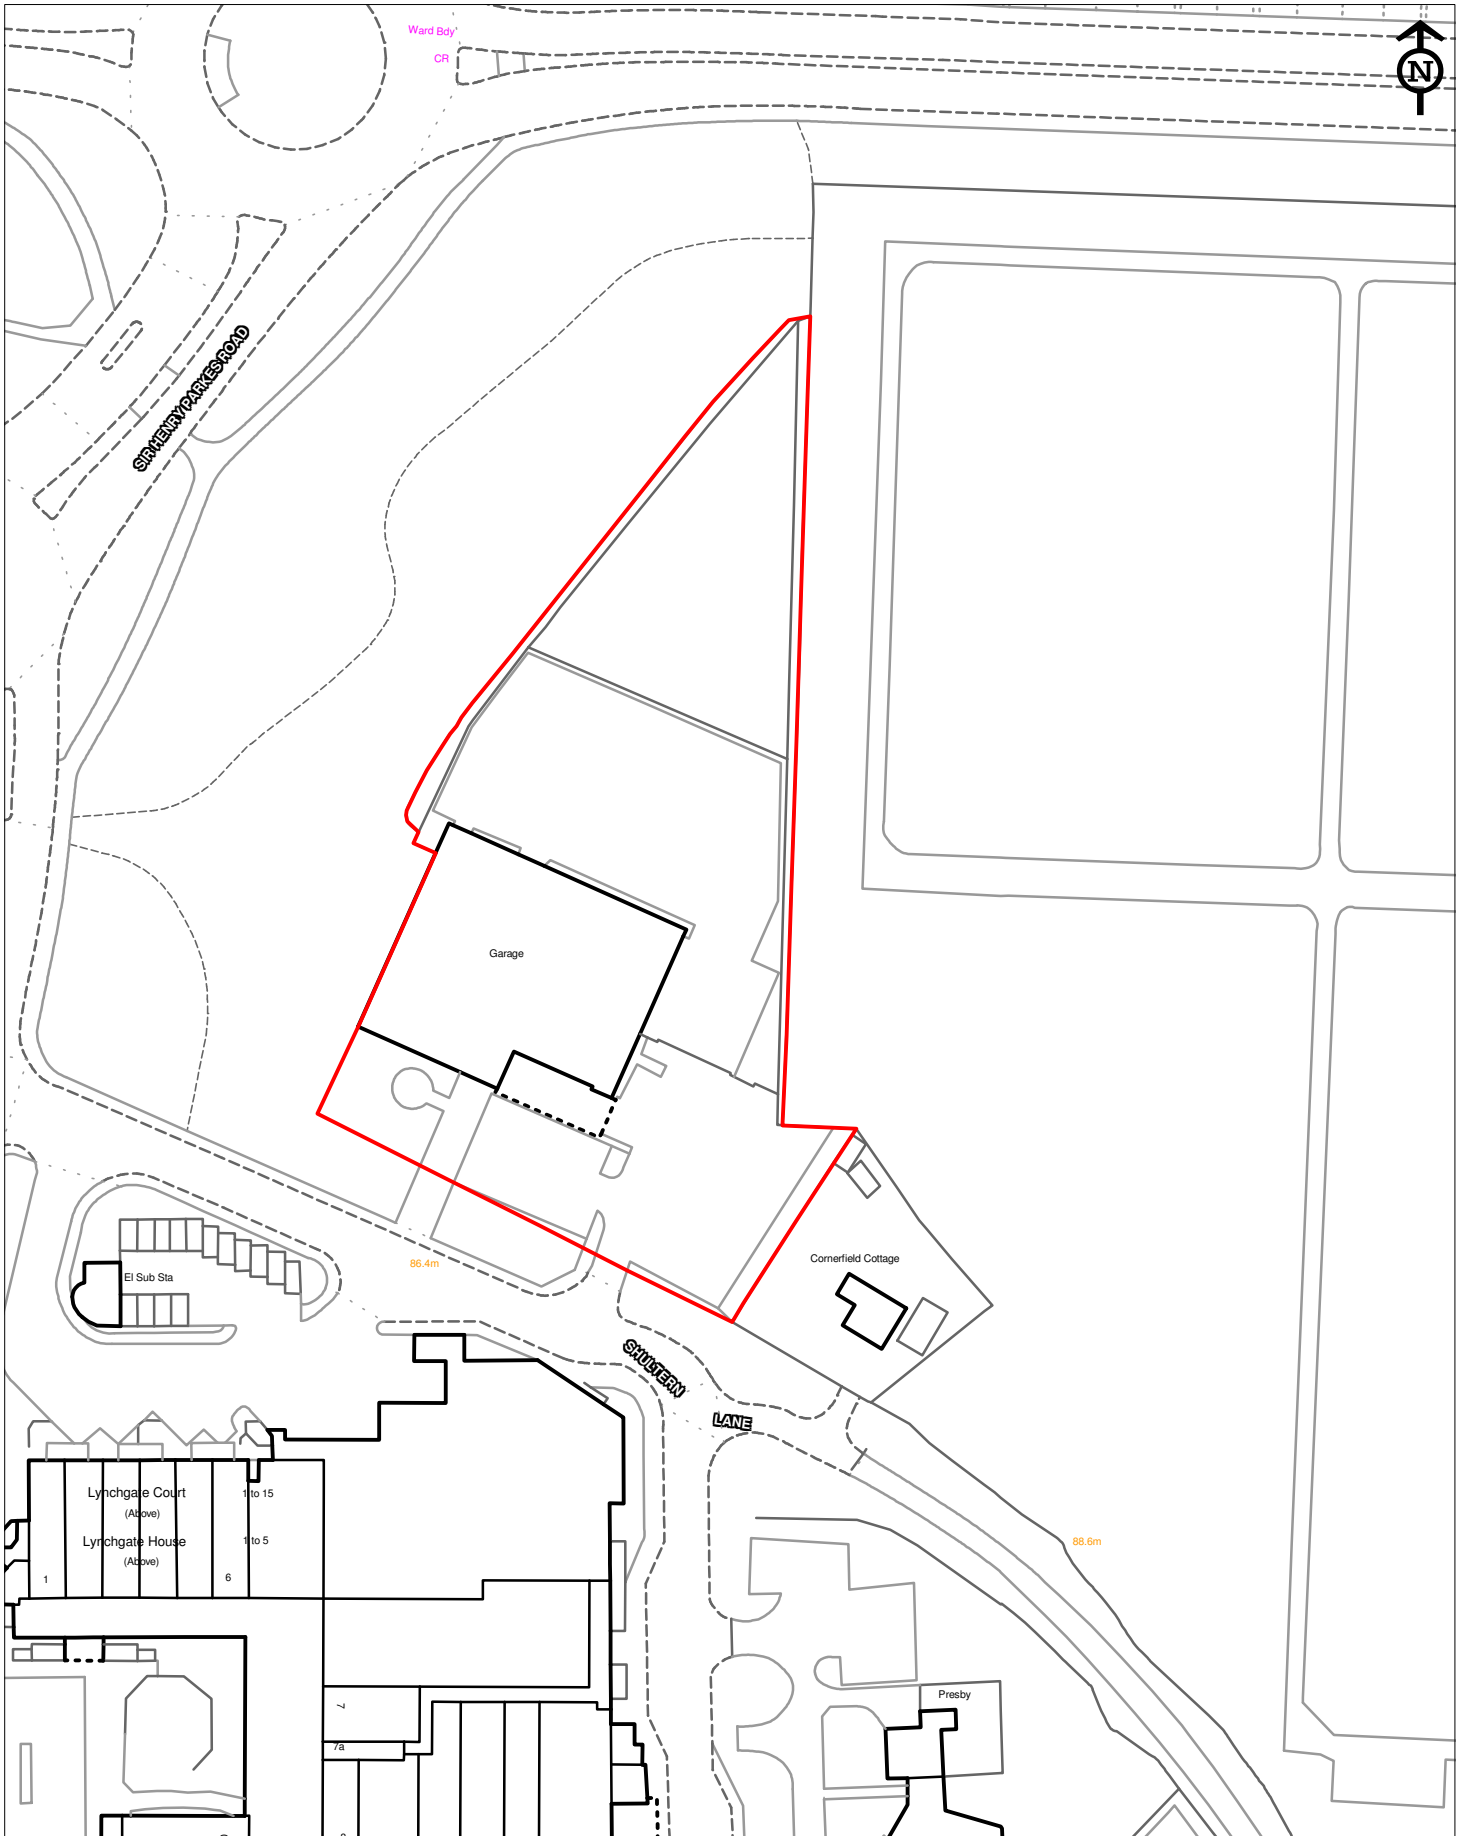 Ward Bdy
CR
N
SIR HENRY PARKES ROAD
Garage
Cornerfield Cottage
86.4m
El Sub Sta
SHULTERN
LANE
Lynchgate Court
1 to 15
(Above)
Lynchgate House
1 to 5
(Above)
1
6
88.6m
Presby
7
7a